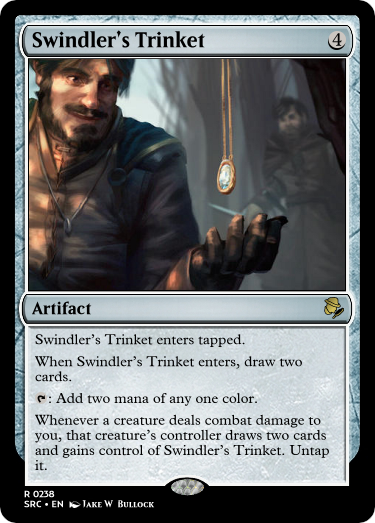 Swindler's Trinket 4
Artifact
Swindler's Trinket enters tapped.
When Swindler's Trinket enters, draw two
cards.
: Add two mana of any one color.
Whenever a creature deals combat damage to
you, that creature's controller draws two cards
and gains control of Swindler's Trinket. Untap
it.
R 0238
SRC • EN Jake W Bullock